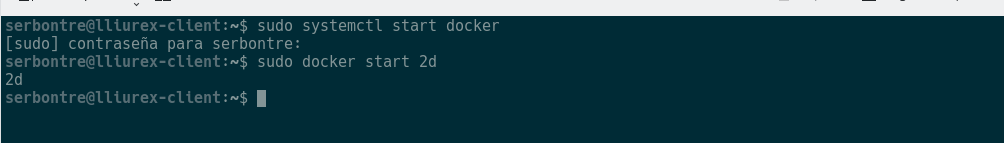 serbontre@lliurex-client:~$ sudo systemctl start docker
[sudo] contraseña para serbontre:
serbontre@lliurex-client:~$ sudo docker start 2d
2d
serbontre@lliurex-client:~$